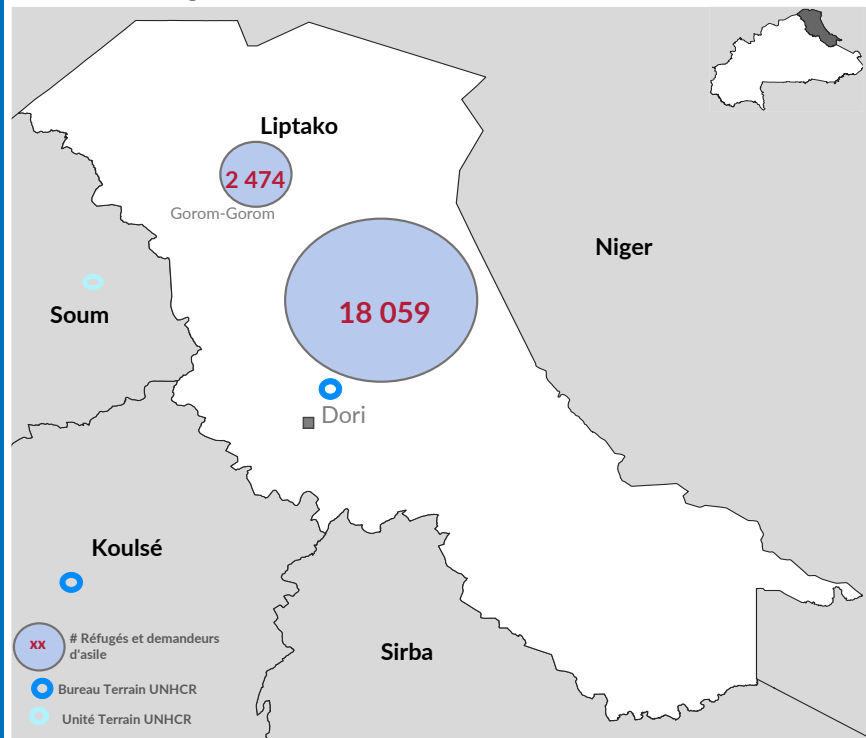 Liptako
2 474
Gorom-Gorom
Niger
18 059
Soum
Dori
Koulsé
Sirba
xx
# Réfugés et demandeurs
d'asile
Bureau Terrain UNHCR
Unité Terrain UNHCR